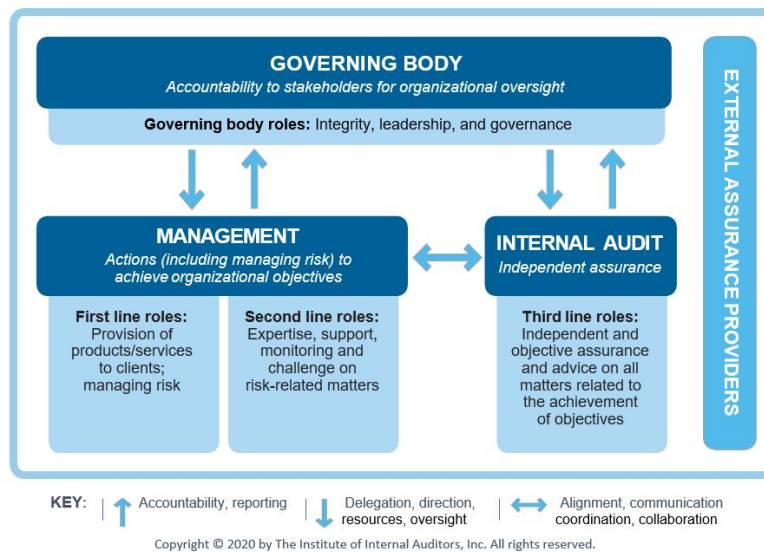 GOVERNING BODY
Accountability to stakeholders for organizational oversight
Governing body roles: Integrity, leadership, and governance
MANAGEMENT
Actions (including managing risk) to
achieve organizational objectives
First line roles:
Provision of
products/services
to clients;
managing risk
Second line roles:
Expertise, support,
monitoring and
challenge on
risk-related matters
INTERNAL AUDIT
Independent assurance
Third line roles:
Independent and
objective assurance
and advice on all
matters related to
the achievement
of objectives
EXTERNAL ASSURANCE PROVIDERS
KEY:
Accountability, reporting
Delegation, direction,
resources, oversight
Alignment, communication
coordination, collaboration
Copyright © 2020 by The Institute of Internal Auditors, Inc. All rights reserved.